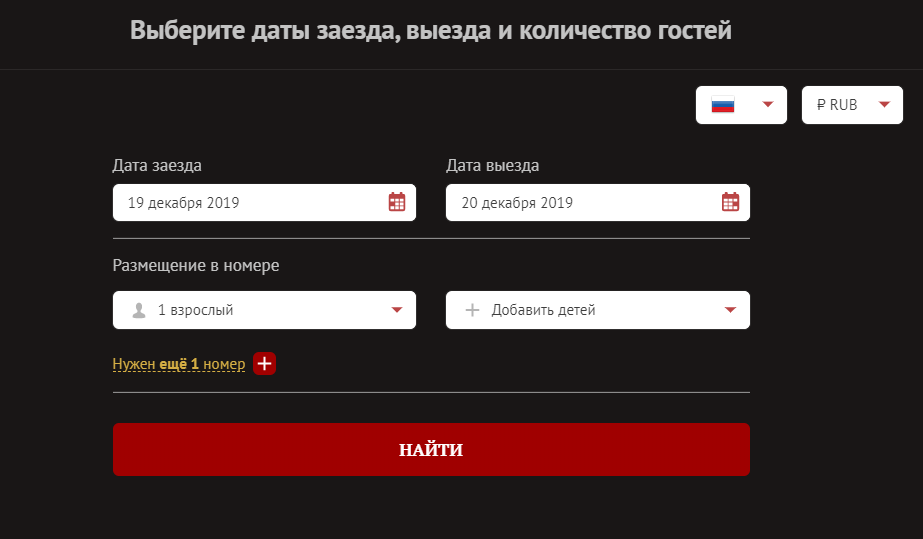 Выберите даты заезда, выезда и количество гостей
₽ RUB
Дата заезда
Дата выезда
19 декабря 2019
20 декабря 2019
Размещение в номере
1 взрослый
Добавить детей
Нужен ещё 1 номер
НАЙТИ